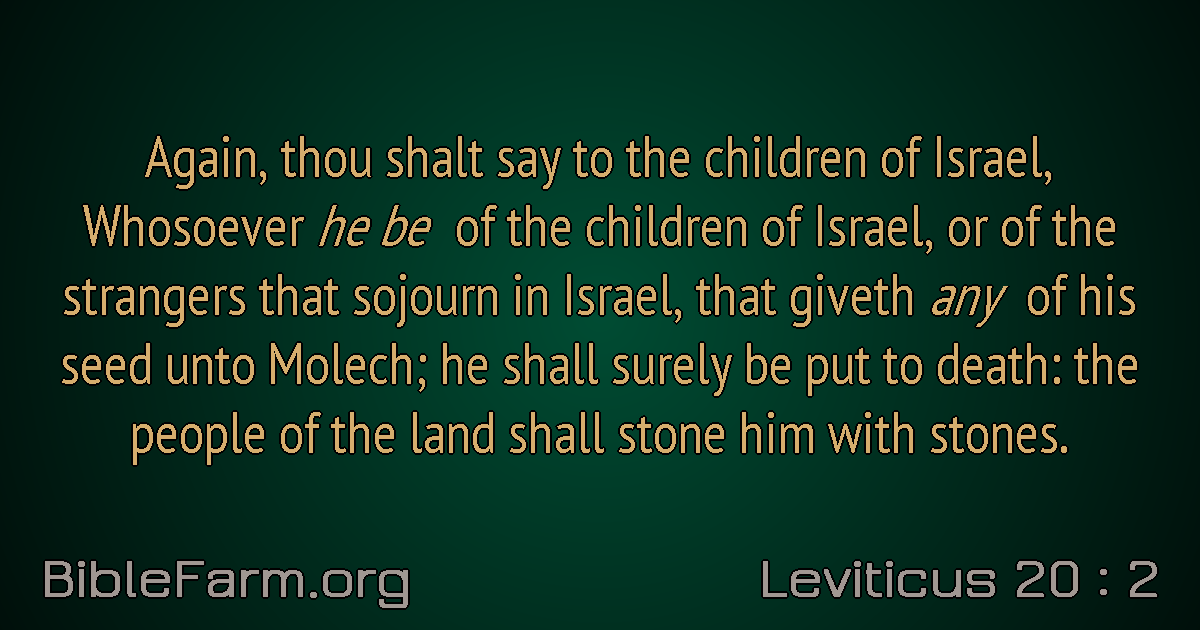 Again, thou shalt say to the children of Israel,
Whosoever he be of the children of Israel, or of the
strangers that sojourn in Israel, that giveth any of his
seed unto Molech; he shall surely be put to death: the
people of the land shall stone him with stones.
BibleFarm.org
Leviticus 20 : 2